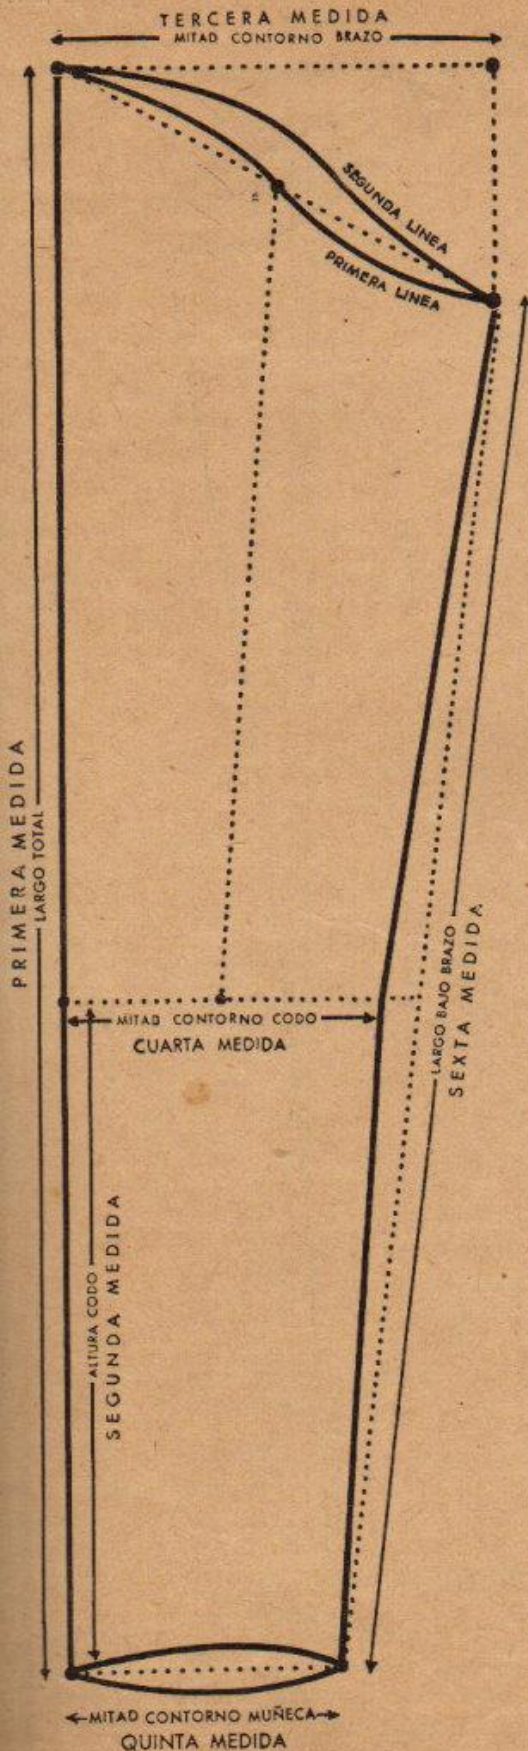 TERCERA MEDIDA
MITAD CONTORNO BRAZO
SEGUNDA LINEA
PRIMERA LINEA
PRIMERA MEDIDA
LARGO TOTAL
LARGO BAJO BRAZO
SEXTA MEDIDA
MITAD CONTORNO CODO
CUARTA MEDIDA
ALTURA CODO
SEGUNDA MEDIDA
MITAD CONTORNO MUÑECA
QUINTA MEDIDA